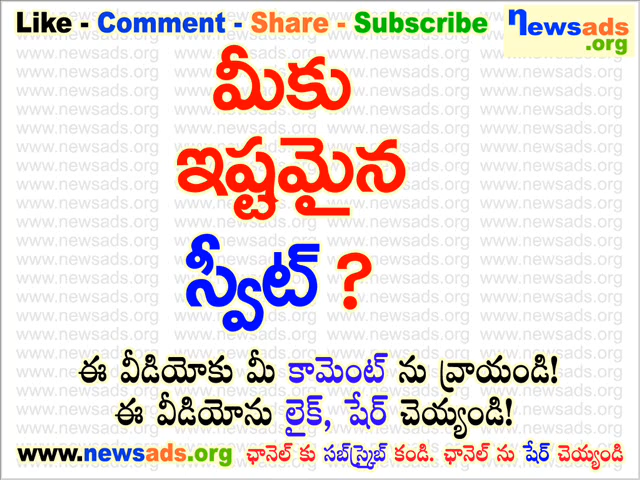 Like - Comment - Share - Subscribe
newsads
.org
మీకు
ఇష్టమైన
స్వీట్ ?
ఈ వీడియోకు మీ కామెంట్ ను వ్రాయండి!
ఈ వీడియోను లైక్, షేర్ చెయ్యండి!
www.newsads.org ఛానెల్ కు సబ్‌స్క్రైబ్ కండి. ఛానెల్ ను షేర్ చెయ్యండి